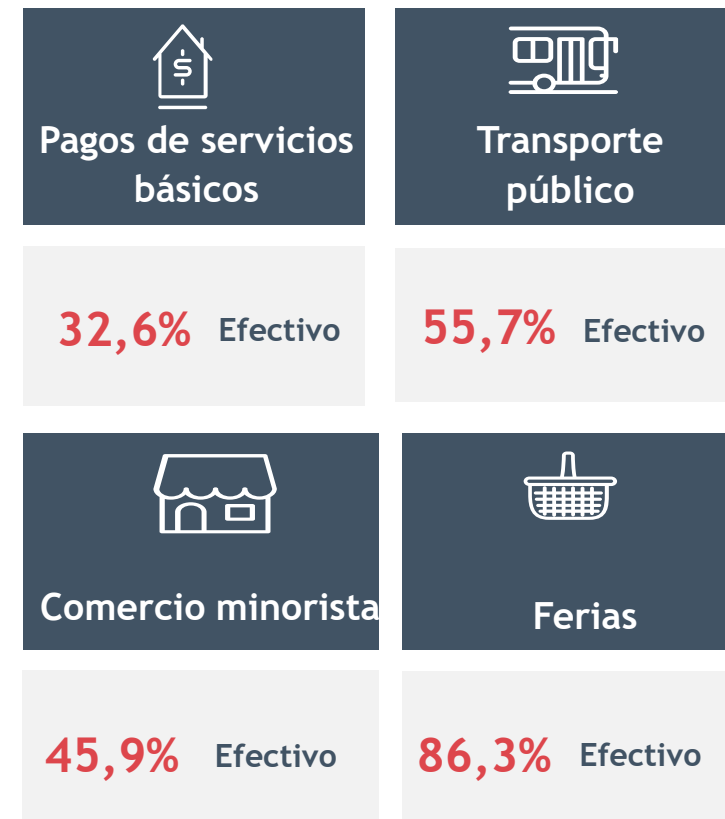 Pagos de servicios
básicos
32,6% Efectivo
Transporte
público
55,7% Efectivo
Comercio minorista
45,9% Efectivo
Ferias
86,3% Efectivo